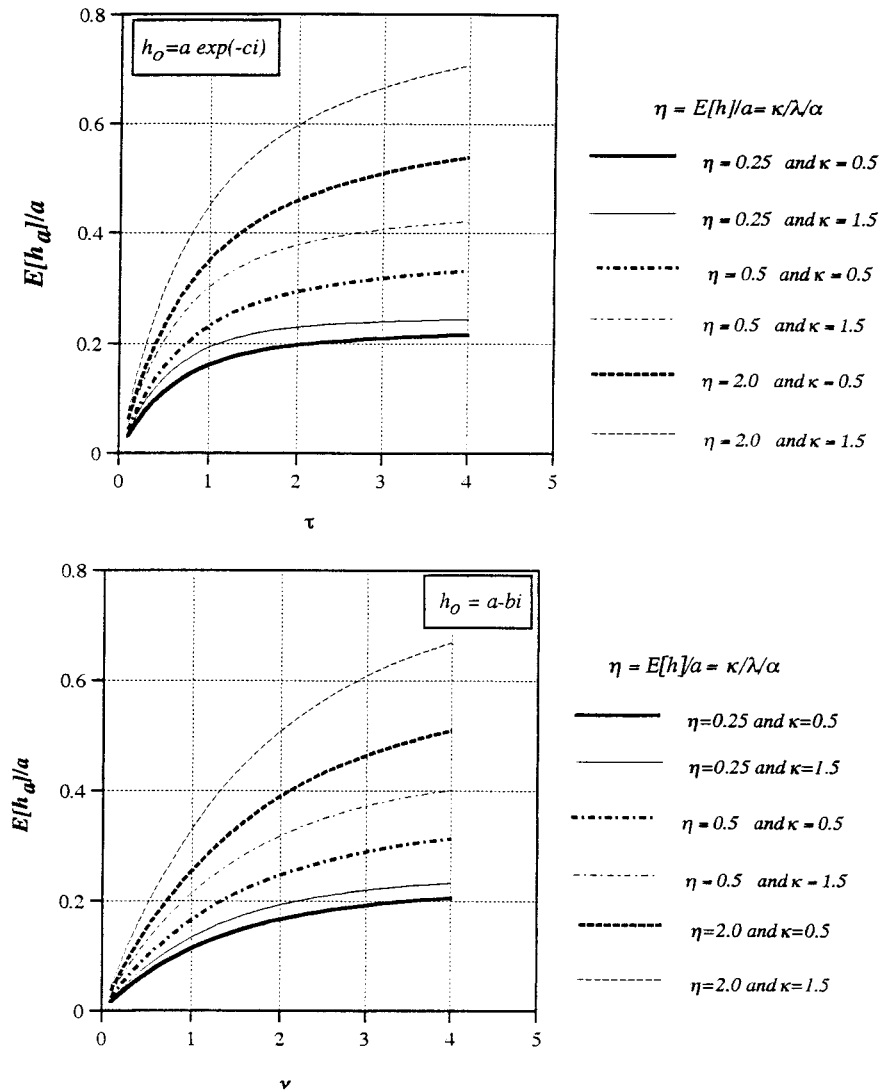 0.8
h_o=a exp(-ci)
0.6
0.4
0.2
0
E[h_a]/a
0 1 2 3 4 5
τ
η = E[h]/a= κ/λ/α
η = 0.25 and κ = 0.5
η = 0.25 and κ = 1.5
η = 0.5 and κ = 0.5
η = 0.5 and κ = 1.5
η = 2.0 and κ = 0.5
η = 2.0 and κ = 1.5
0.8
h_o = a-bi
0.6
0.4
0.2
0
E[h_a]/a
0 1 2 3 4 5
ν
η = E[h]/a= κ/λ/α
η=0.25 and κ=0.5
η=0.25 and κ=1.5
η = 0.5 and κ = 0.5
η = 0.5 and κ = 1.5
η=2.0 and κ=0.5
η=2.0 and κ=1.5